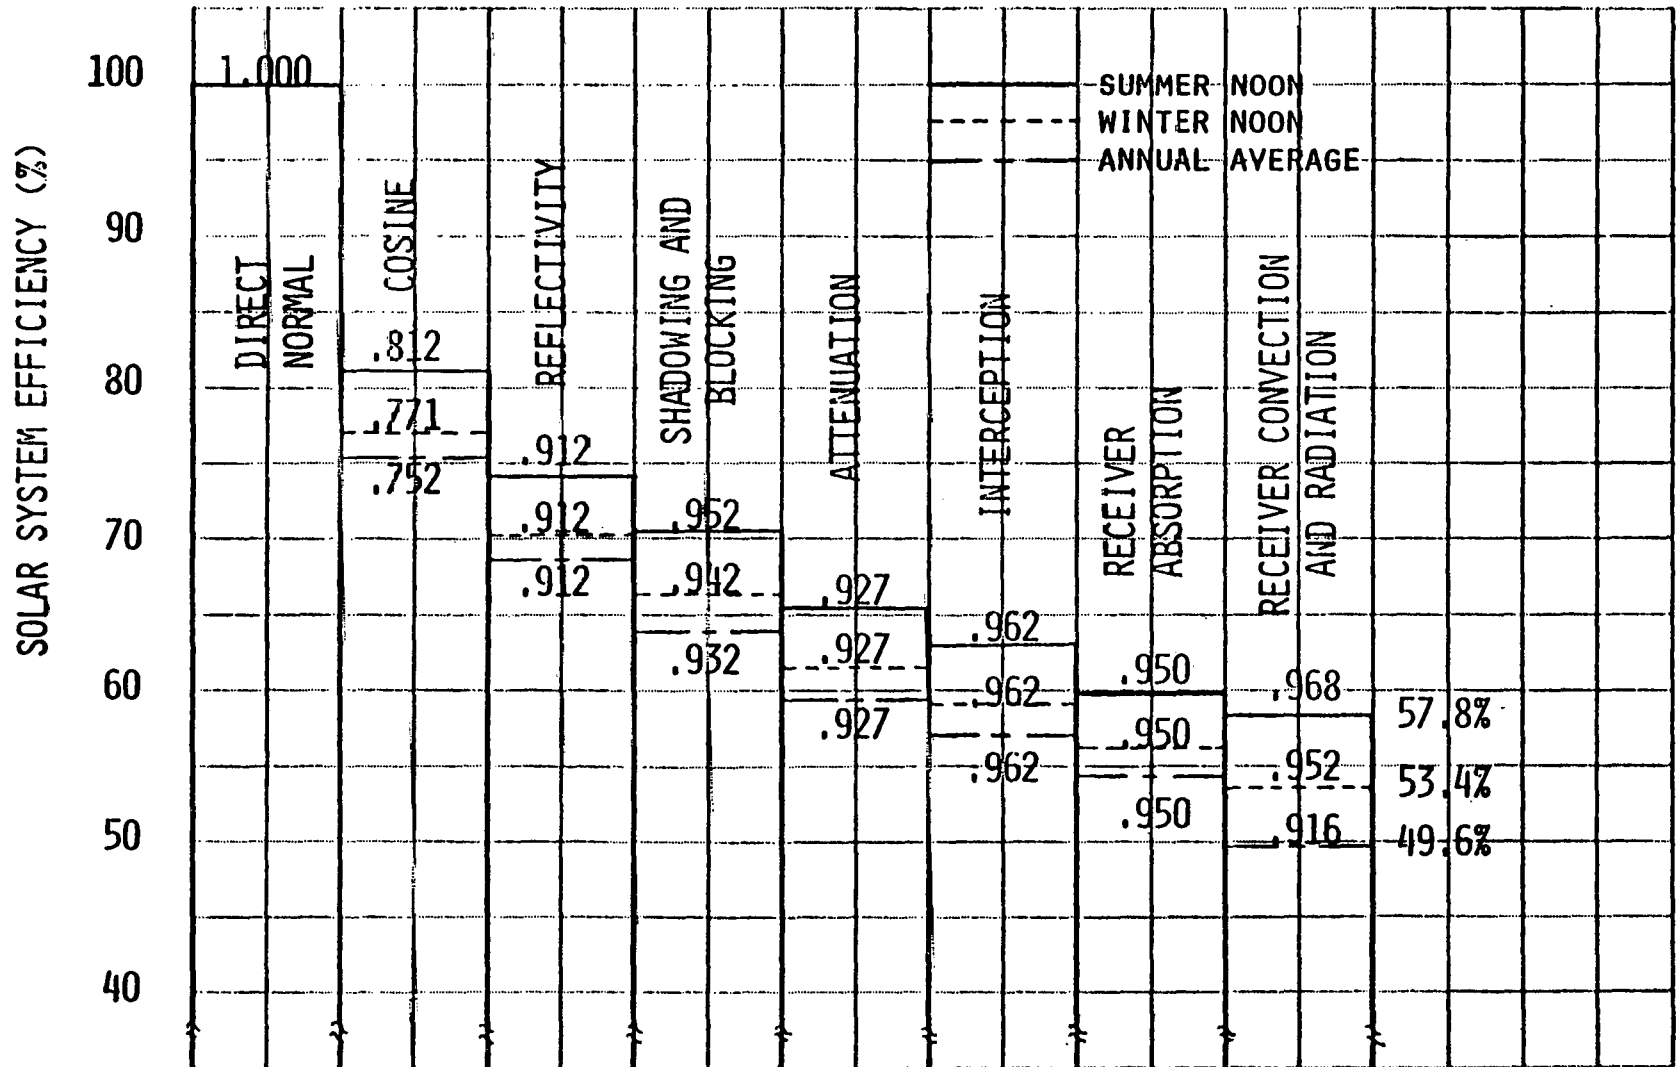 SOLAR SYSTEM EFFICIENCY (%)
100
90
80
70
60
50
40
SUMMER NOON
WINTER NOON
ANNUAL AVERAGE
1.000
DIRECT
NORMAL
COSINE
.812
.771
.752
REFLECTIVITY
.912
.912
.912
SHADOWING AND
BLOCKING
.952
.942
.932
ATTENUATION
.927
.927
.927
INTERCEPTION
.962
.962
.962
RECEIVER
ABSORPTION
.950
.950
.950
RECEIVER CONVECTION
AND RADIATION
.968
.952
.916
57.8%
53.4%
49.6%